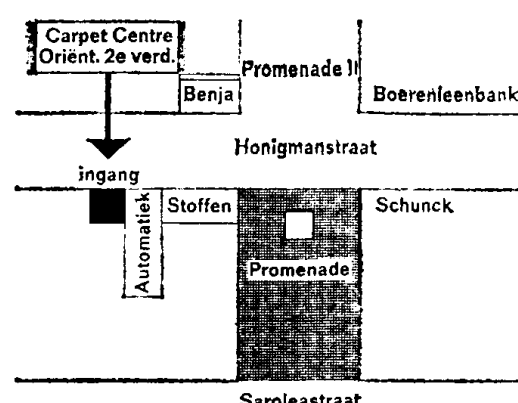 Carpet Centre
Oriënt. 2e verd.
Promenade II
Benja
Boerenleenbank
Honigmanstraat
ingang
Automatiek
Stoffen
Schunck
Promenade
Saroleastraat